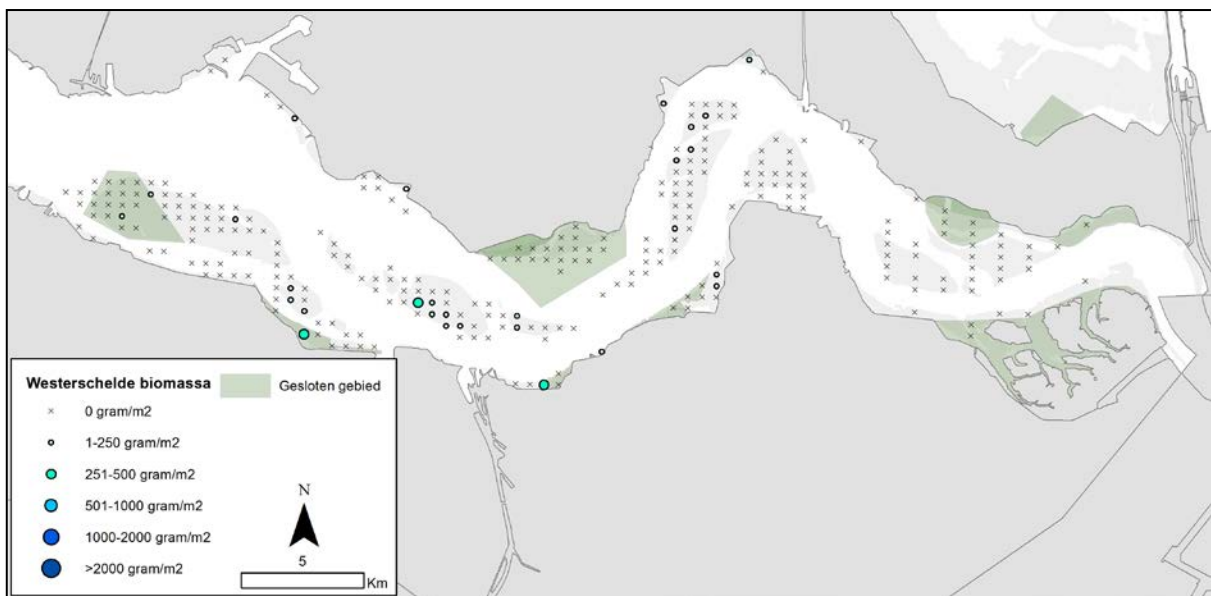 Westerschelde biomassa
Gesloten gebied
0 gram/m2
1-250 gram/m2
251-500 gram/m2
501-1000 gram/m2
1000-2000 gram/m2
>2000 gram/m2
N
5
Km